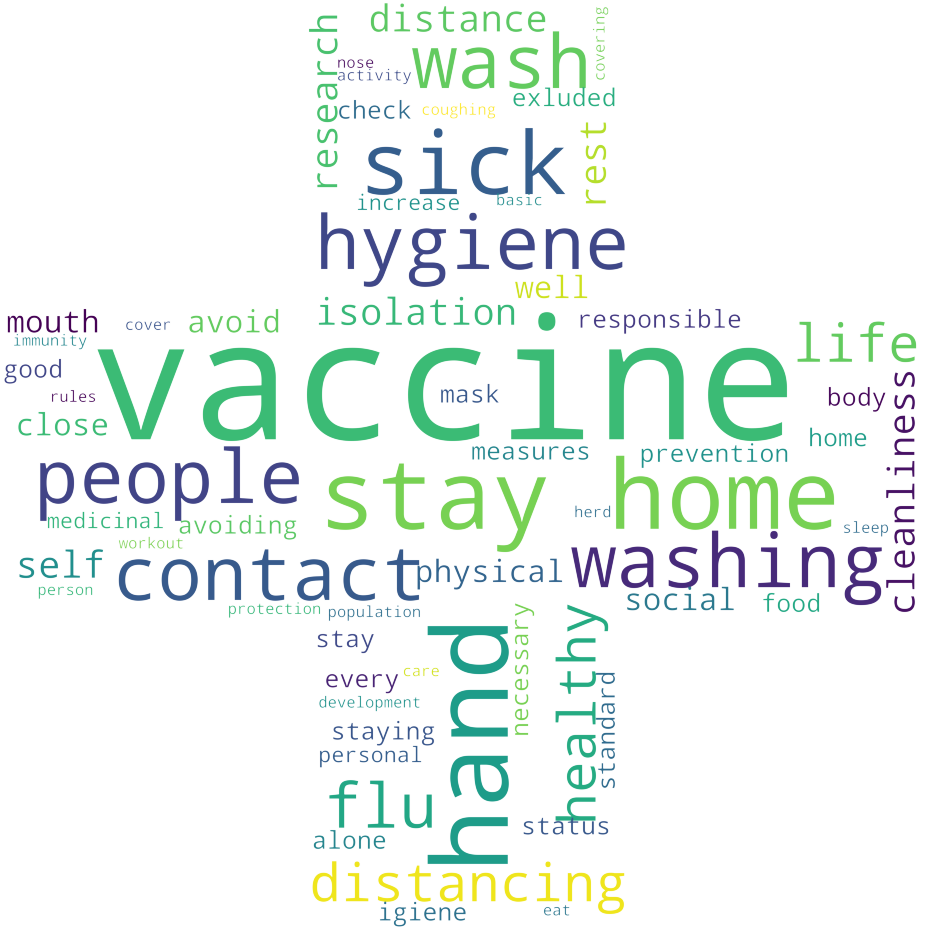 distance
wash
covering
research
nose
activity
exluded
check
coughing
rest
sick
increase
basic
hygiene
well
isolation
mouth
cover
avoid
responsible
immunity
life
vaccine
good
mask
body
rules
cleanliness
close
home
measures
prevention
people
stay home
medicinal
avoiding
herd
sleep
workout
self
contact
physical
washing
person
social
food
protection
population
stay
hand
necessary
healthy
every
care
standard
development
staying
personal
flu
status
alone
distancing
igiene
eat